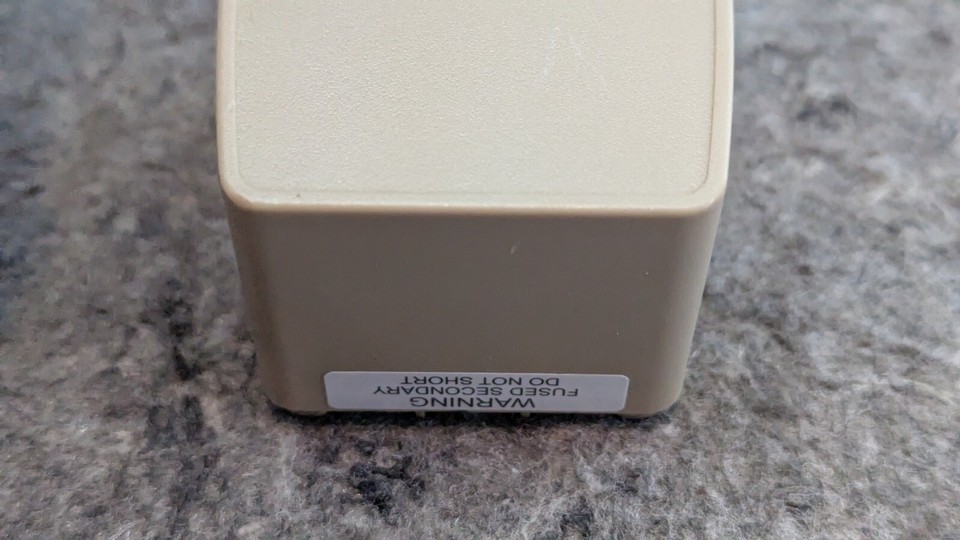 WARNING
FUSED SECONDARY
DO NOT SHORT